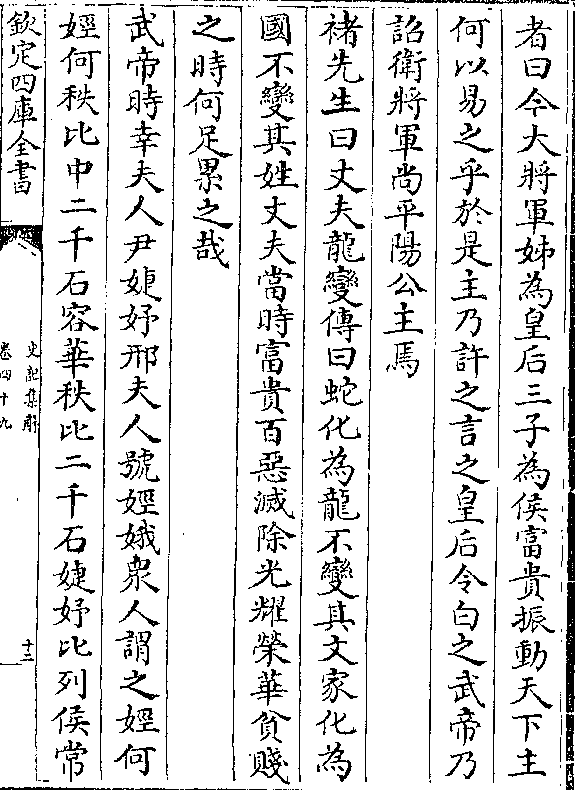 者曰今大將軍姊為皇后三子為侯富貴振動天下主
何以易之乎於是主乃許之言之皇后令白之武帝乃
詔衛將軍尚平陽公主焉
褚先生曰丈夫龍變傳曰蛇化為龍不變其文家化為
國不變其姓丈夫當時富貴百惡滅除光耀榮華貧賤
之時何足累之哉
武帝時幸夫人尹婕妤邢夫人號娙娥衆人謂之娙何
娙何秩比中二千石容華秩比二千石婕妤比列侯常
欽定四庫全書
史記集解
卷四十九
十二